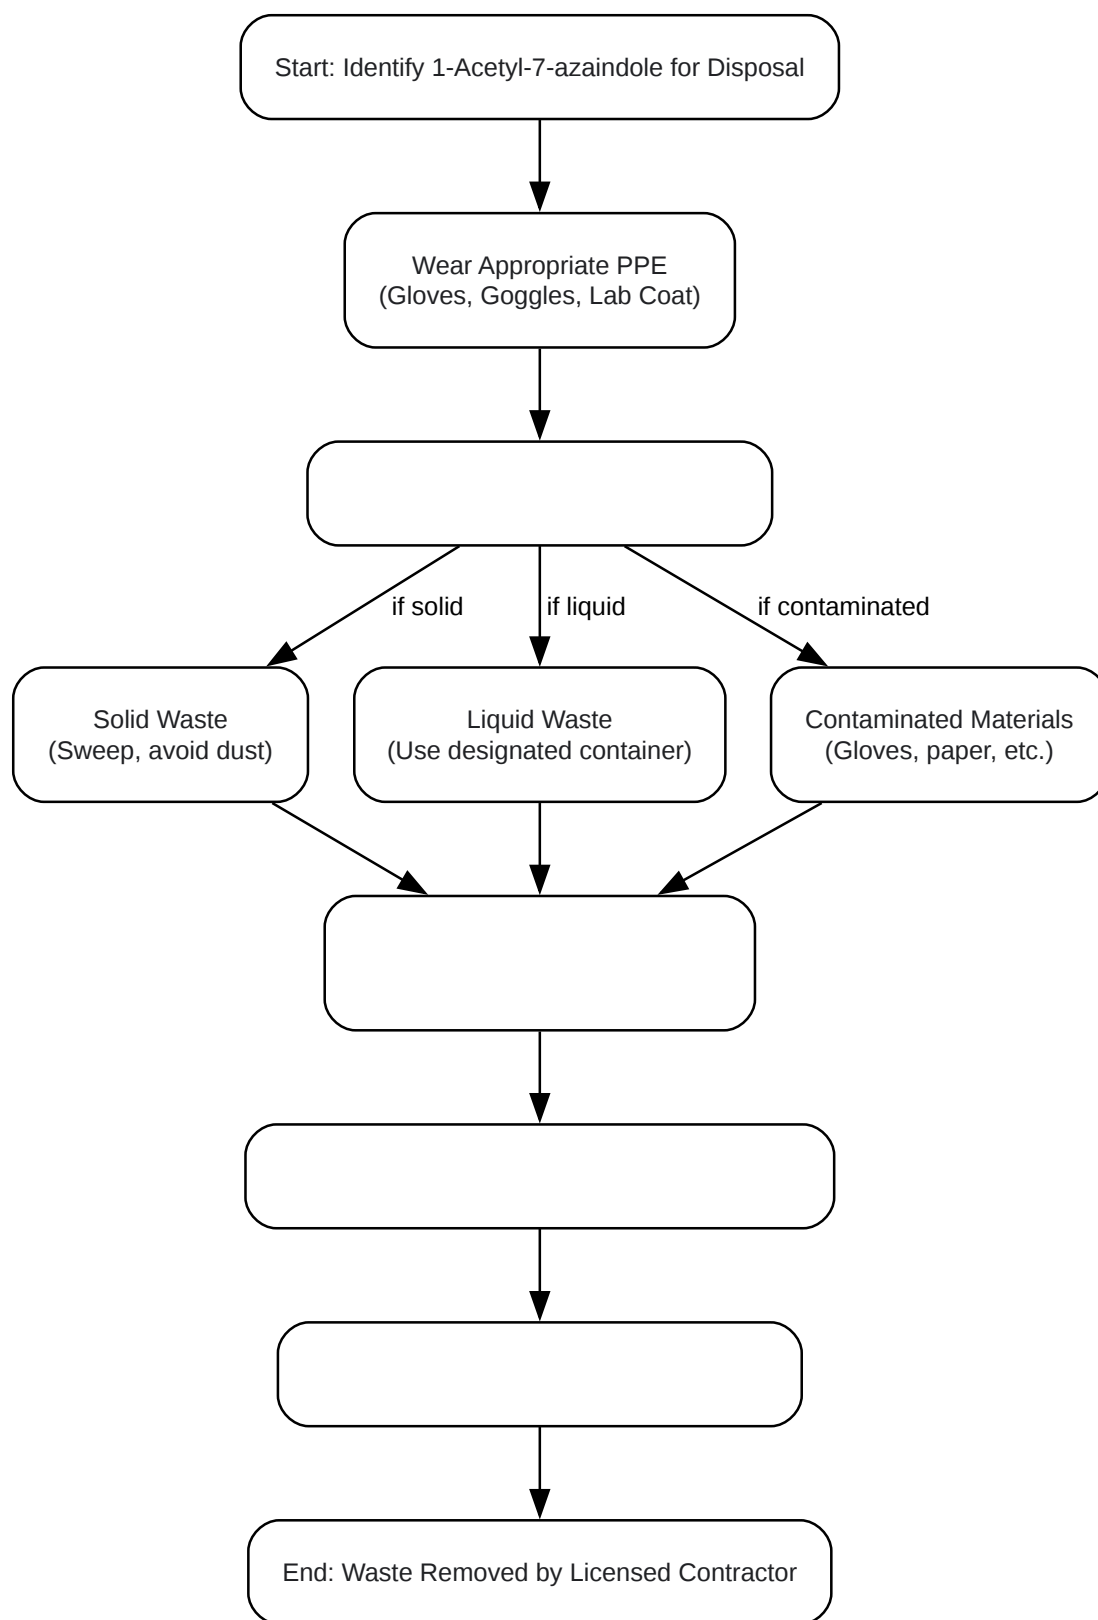 Start: Identify 1-Acetyl-7-azaindole for Disposal
Wear Appropriate PPE
(Gloves, Goggles, Lab Coat)
if solid
if liquid
if contaminated
Solid Waste
(Sweep, avoid dust)
Liquid Waste
(Use designated container)
Contaminated Materials
(Gloves, paper, etc.)
End: Waste Removed by Licensed Contractor